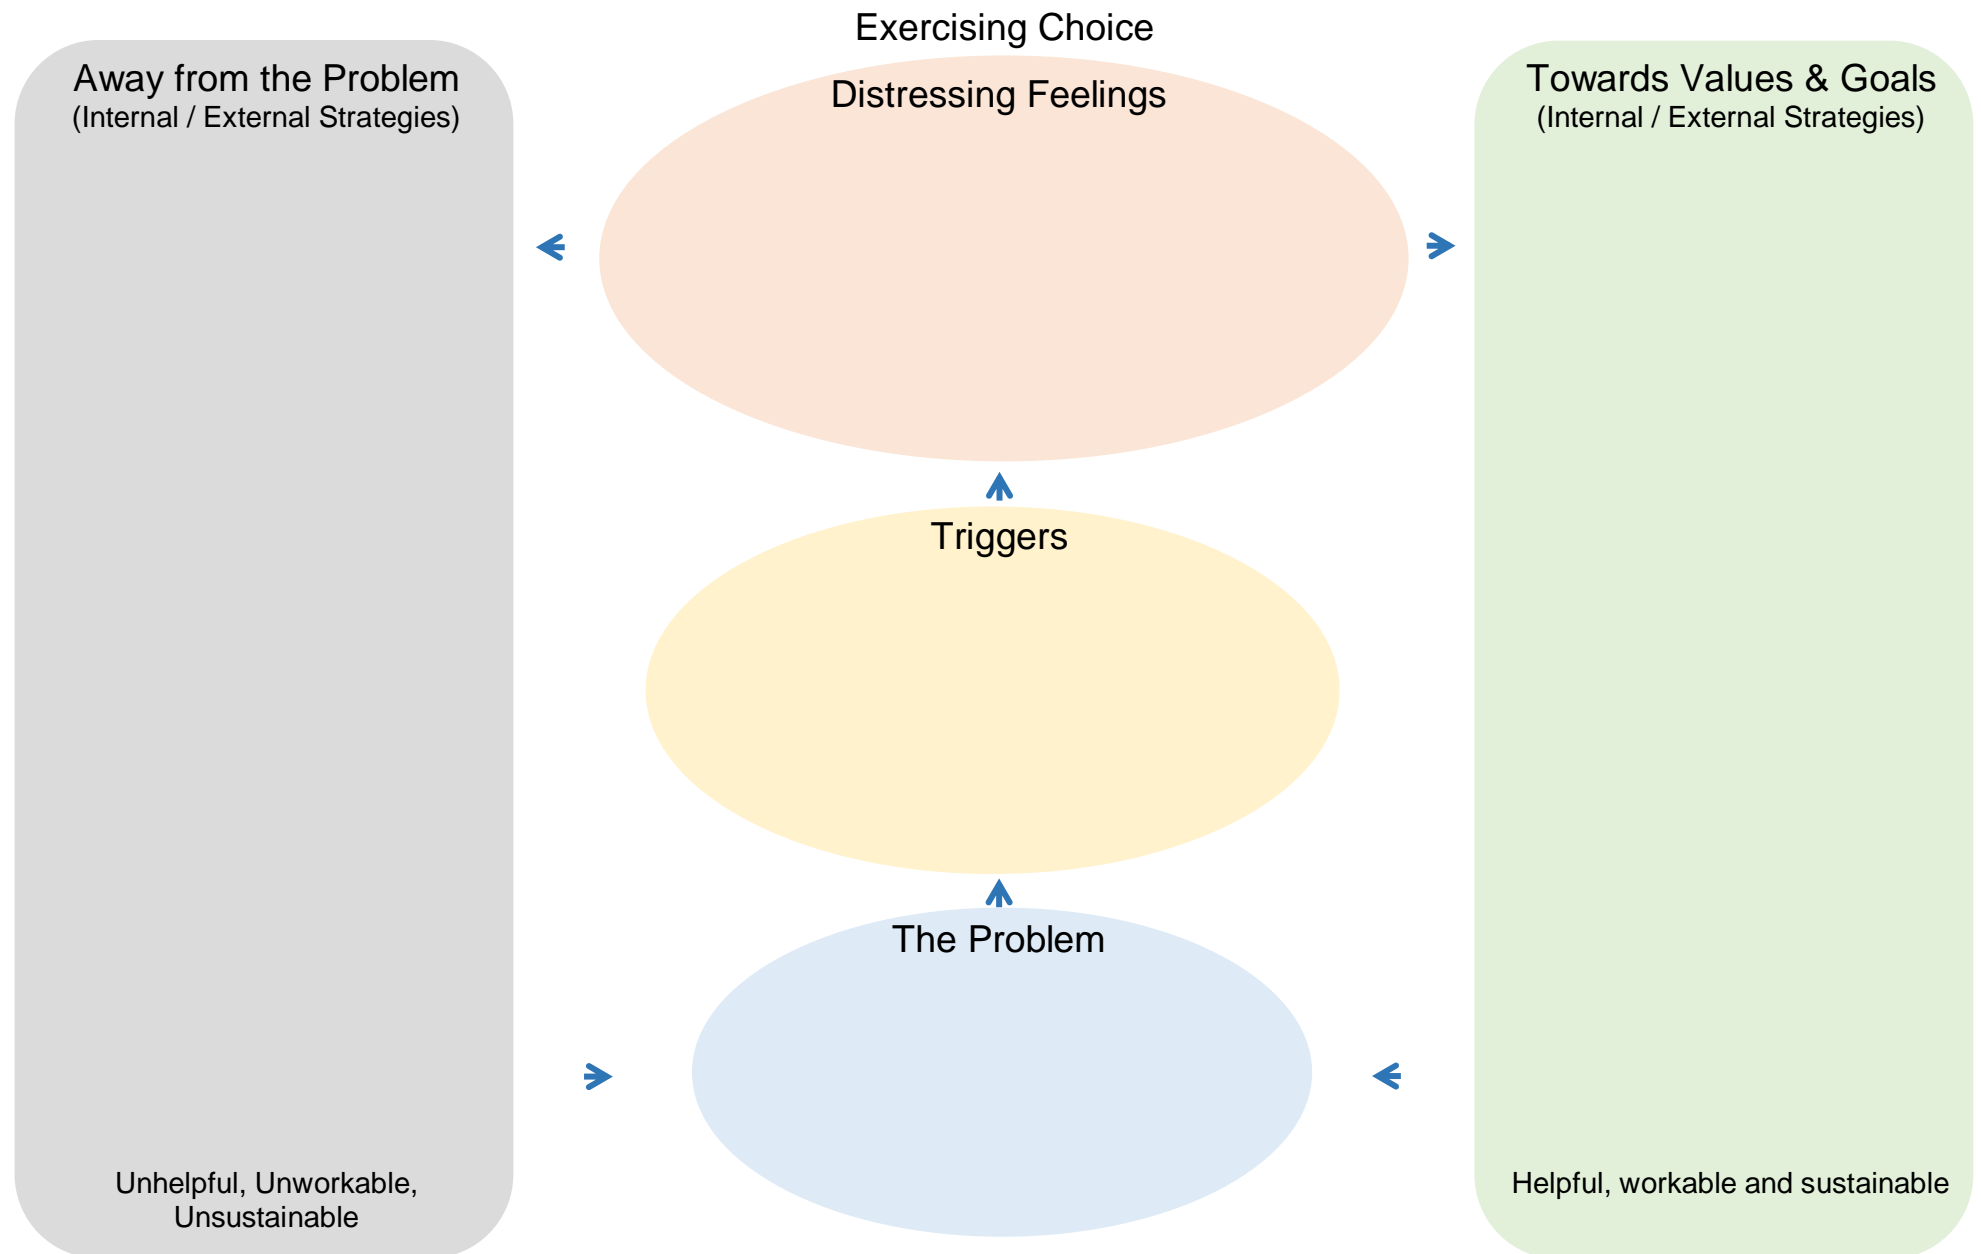 Exercising Choice
Away from the Problem
(Internal / External Strategies)
Unhelpful, Unworkable,
Unsustainable
Distressing Feelings
Triggers
The Problem
Towards Values & Goals
(Internal / External Strategies)
Helpful, workable and sustainable